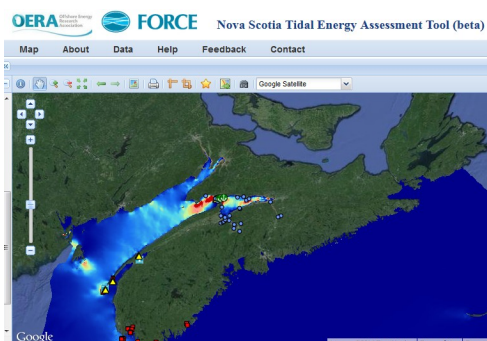 OERA Offshore Energy Research Association FORCE Nova Scotia Tidal Energy Assessment Tool (beta)
Map About Data Help Feedback Contact
Google Satellite
Google